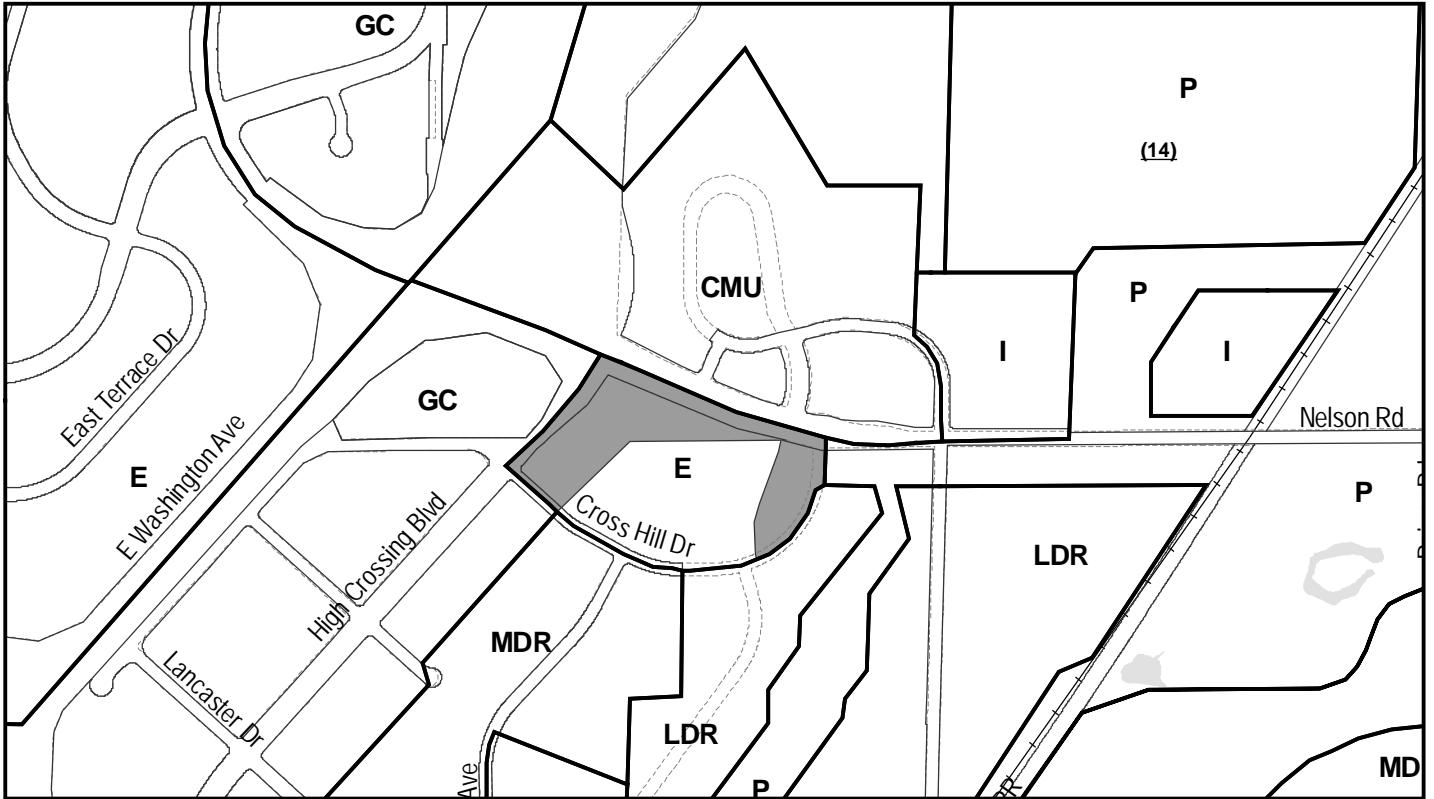 GC
P
(14)
CMU
P
I
I
GC
East Terrace Dr
E Washington Ave
E
E
Nelson Rd
P
Cross Hill Dr
High Crossing Blvd
LDR
MDR
Lancaster Dr
LDR
Ave
P
MD